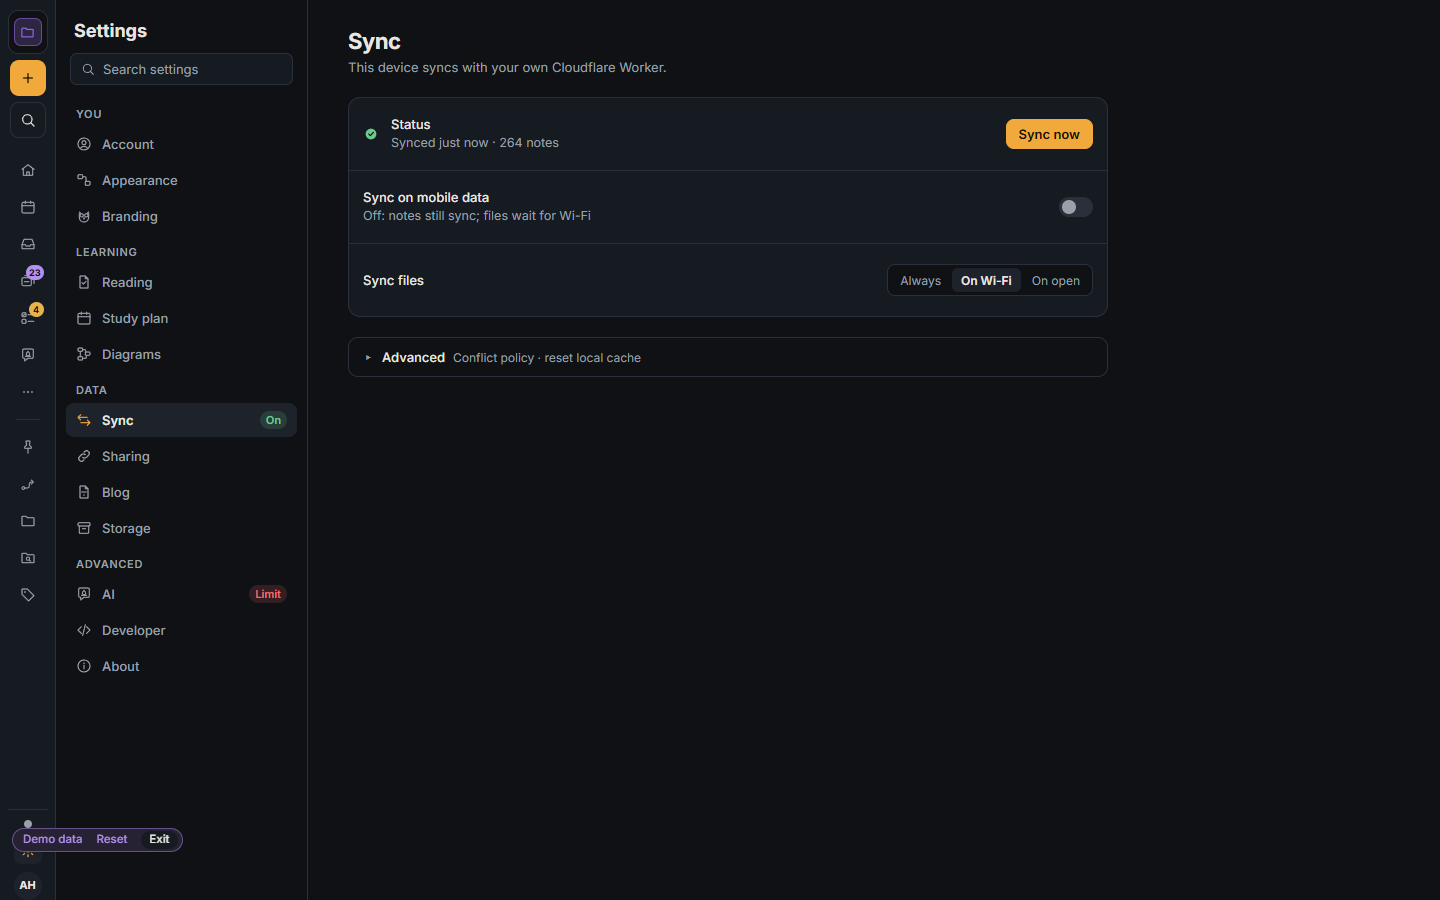 Settings
Search settings
YOU
Account
Appearance
Branding
LEARNING
Reading
Study plan
Diagrams
DATA
Sync On
Sharing
Blog
Storage
ADVANCED
AI Limit
Developer
About
23
4
Demo data Reset Exit
AH
Sync
This device syncs with your own Cloudflare Worker.
Status
Synced just now · 264 notes
Sync now
Sync on mobile data
Off: notes still sync; files wait for Wi-Fi
Sync files
Always On Wi-Fi On open
Advanced Conflict policy · reset local cache